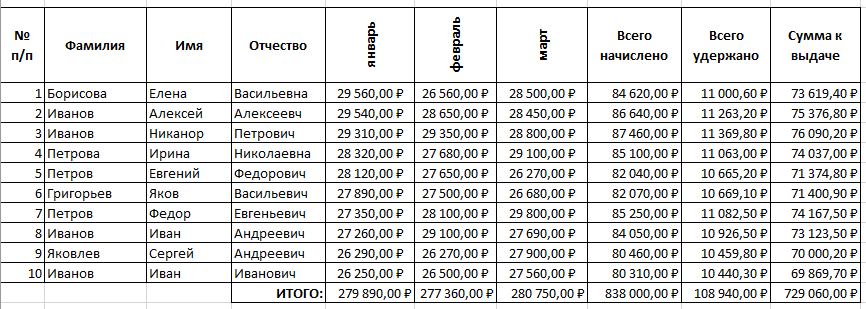 № п/п Фамилия Имя Отчество январь февраль март Всего начислено Всего удержано Сумма к выдаче
1 Борисова Елена Васильевна 29 560,00 ₽ 26 560,00 ₽ 28 500,00 ₽ 84 620,00 ₽ 11 000,60 ₽ 73 619,40 ₽
2 Иванов Алексей Алексеевч 29 540,00 ₽ 28 650,00 ₽ 28 450,00 ₽ 86 640,00 ₽ 11 263,20 ₽ 75 376,80 ₽
3 Иванов Никанор Петрович 29 310,00 ₽ 29 350,00 ₽ 28 800,00 ₽ 87 460,00 ₽ 11 369,80 ₽ 76 090,20 ₽
4 Петрова Ирина Николаевна 28 320,00 ₽ 27 680,00 ₽ 29 100,00 ₽ 85 100,00 ₽ 11 063,00 ₽ 74 037,00 ₽
5 Петров Евгений Федорович 28 120,00 ₽ 27 650,00 ₽ 26 270,00 ₽ 82 040,00 ₽ 10 665,20 ₽ 71 374,80 ₽
6 Григорьев Яков Васильевич 27 890,00 ₽ 27 500,00 ₽ 26 680,00 ₽ 82 070,00 ₽ 10 669,10 ₽ 71 400,90 ₽
7 Петров Федор Евгеньевич 27 350,00 ₽ 28 100,00 ₽ 29 800,00 ₽ 85 250,00 ₽ 11 082,50 ₽ 74 167,50 ₽
8 Иванов Иван Андреевич 27 260,00 ₽ 29 100,00 ₽ 27 690,00 ₽ 84 050,00 ₽ 10 926,50 ₽ 73 123,50 ₽
9 Яковлев Сергей Андреевич 26 290,00 ₽ 26 270,00 ₽ 27 900,00 ₽ 80 460,00 ₽ 10 459,80 ₽ 70 000,20 ₽
10 Иванов Иван Иванович 26 250,00 ₽ 26 500,00 ₽ 27 560,00 ₽ 80 310,00 ₽ 10 440,30 ₽ 69 869,70 ₽
ИТОГО: 279 890,00 ₽ 277 360,00 ₽ 280 750,00 ₽ 838 000,00 ₽ 108 940,00 ₽ 729 060,00 ₽